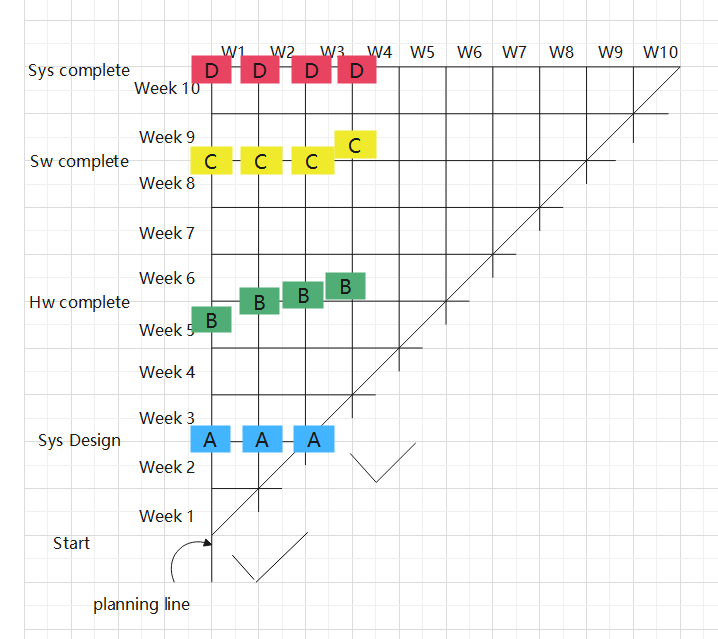 W1 W2 W3 W4 W5 W6 W7 W8 W9 W10
Sys complete D D D D
Week 10
Week 9
C
Sw complete C C C
Week 8
Week 7
Week 6
B
B
Hw complete B
B
Week 5
Week 4
Week 3
Sys Design A A A
Week 2
Week 1
Start
planning line